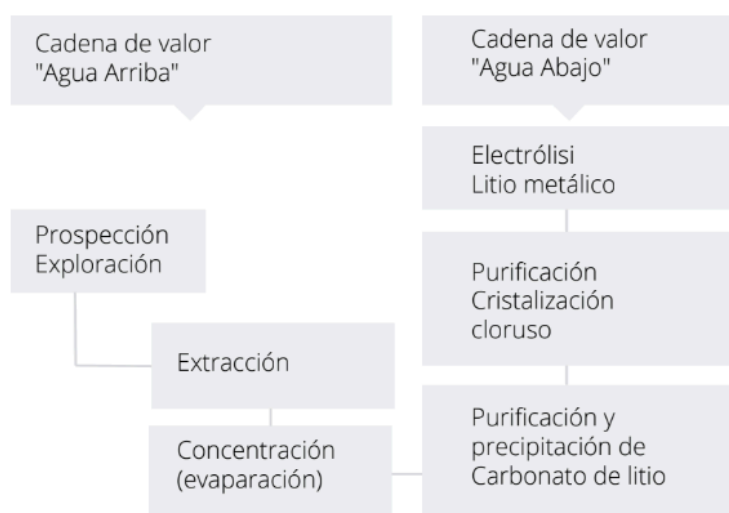 Cadena de valor
"Agua Arriba"
Prospección
Exploración
Extracción
Concentración
(evaparación)
Cadena de valor
"Agua Abajo"
Electrólisi
Litio metálico
Purificación
Cristalización
cloruso
Purificación y
precipitación de
Carbonato de litio